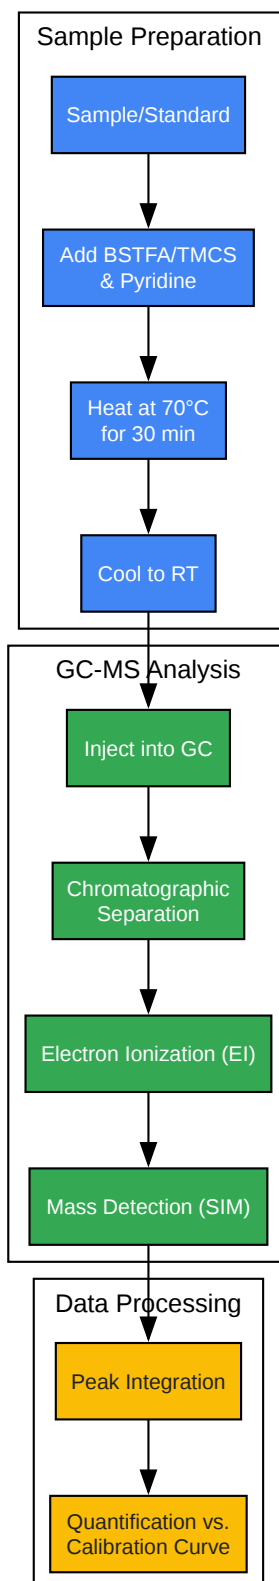 Sample Preparation
Sample/Standard
Add BSTFA/TMCS
& Pyridine
Heat at 70°C
for 30 min
Cool to RT
GC-MS Analysis
Inject into GC
Chromatographic
Separation
Electron Ionization (EI)
Mass Detection (SIM)
Data Processing
Peak Integration
Quantification vs.
Calibration Curve